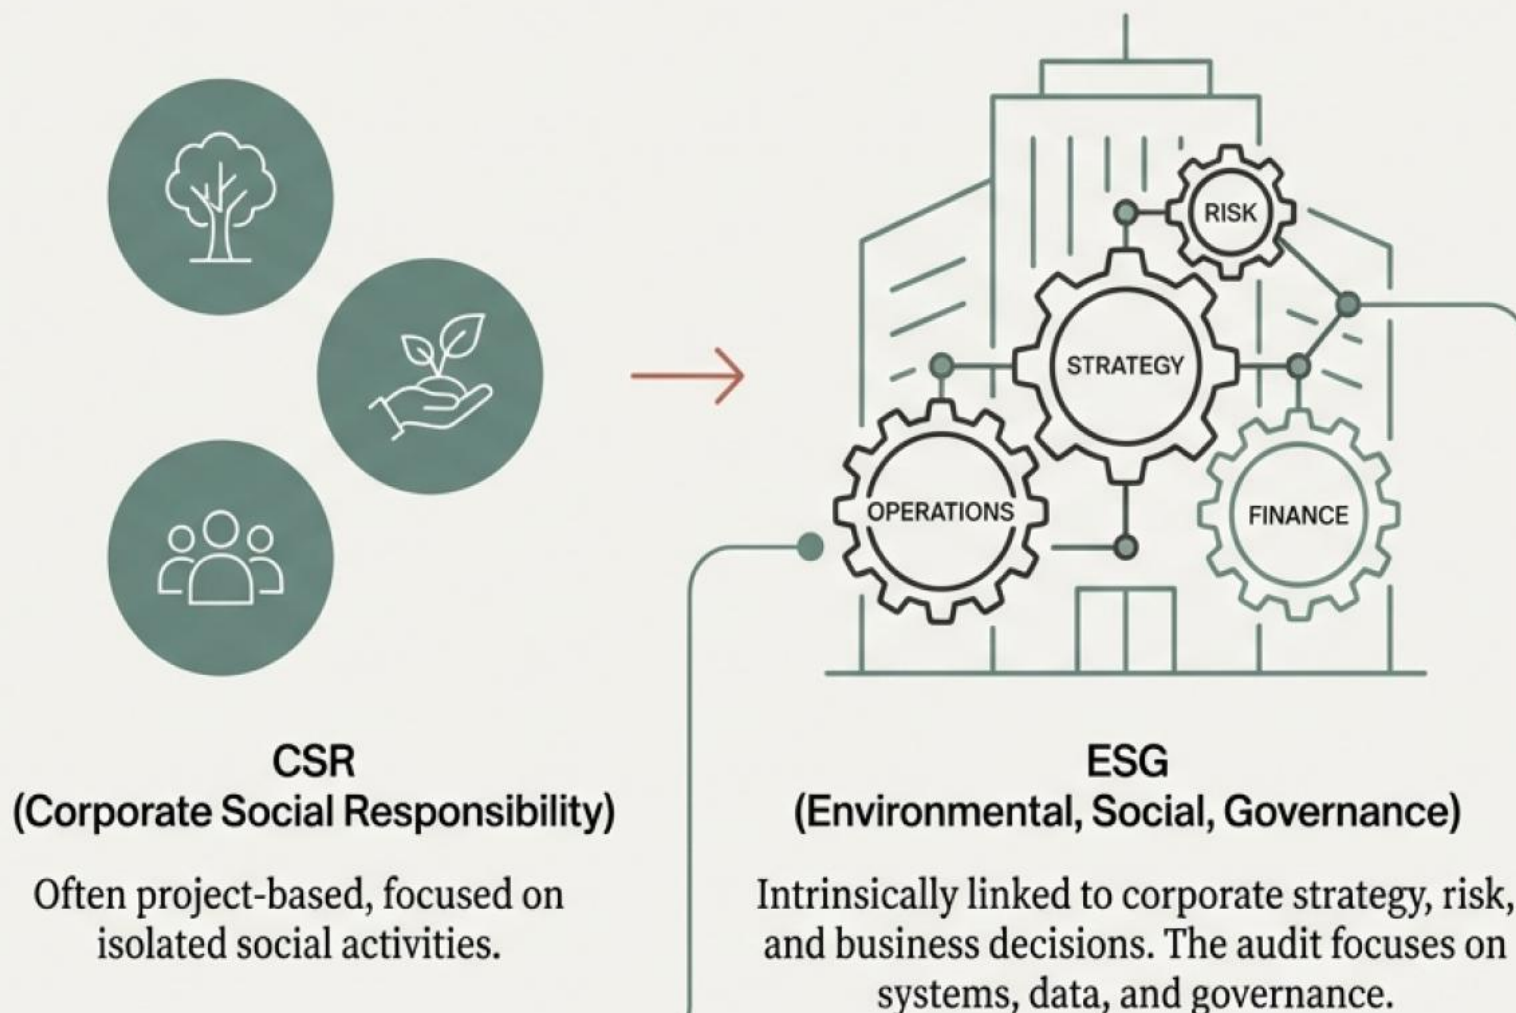 RISK
STRATEGY
OPERATIONS
FINANCE
CSR
(Corporate Social Responsibility)
Often project-based, focused on
isolated social activities.
ESG
(Environmental, Social, Governance)
Intrinsically linked to corporate strategy, risk,
and business decisions. The audit focuses on
systems, data, and governance.